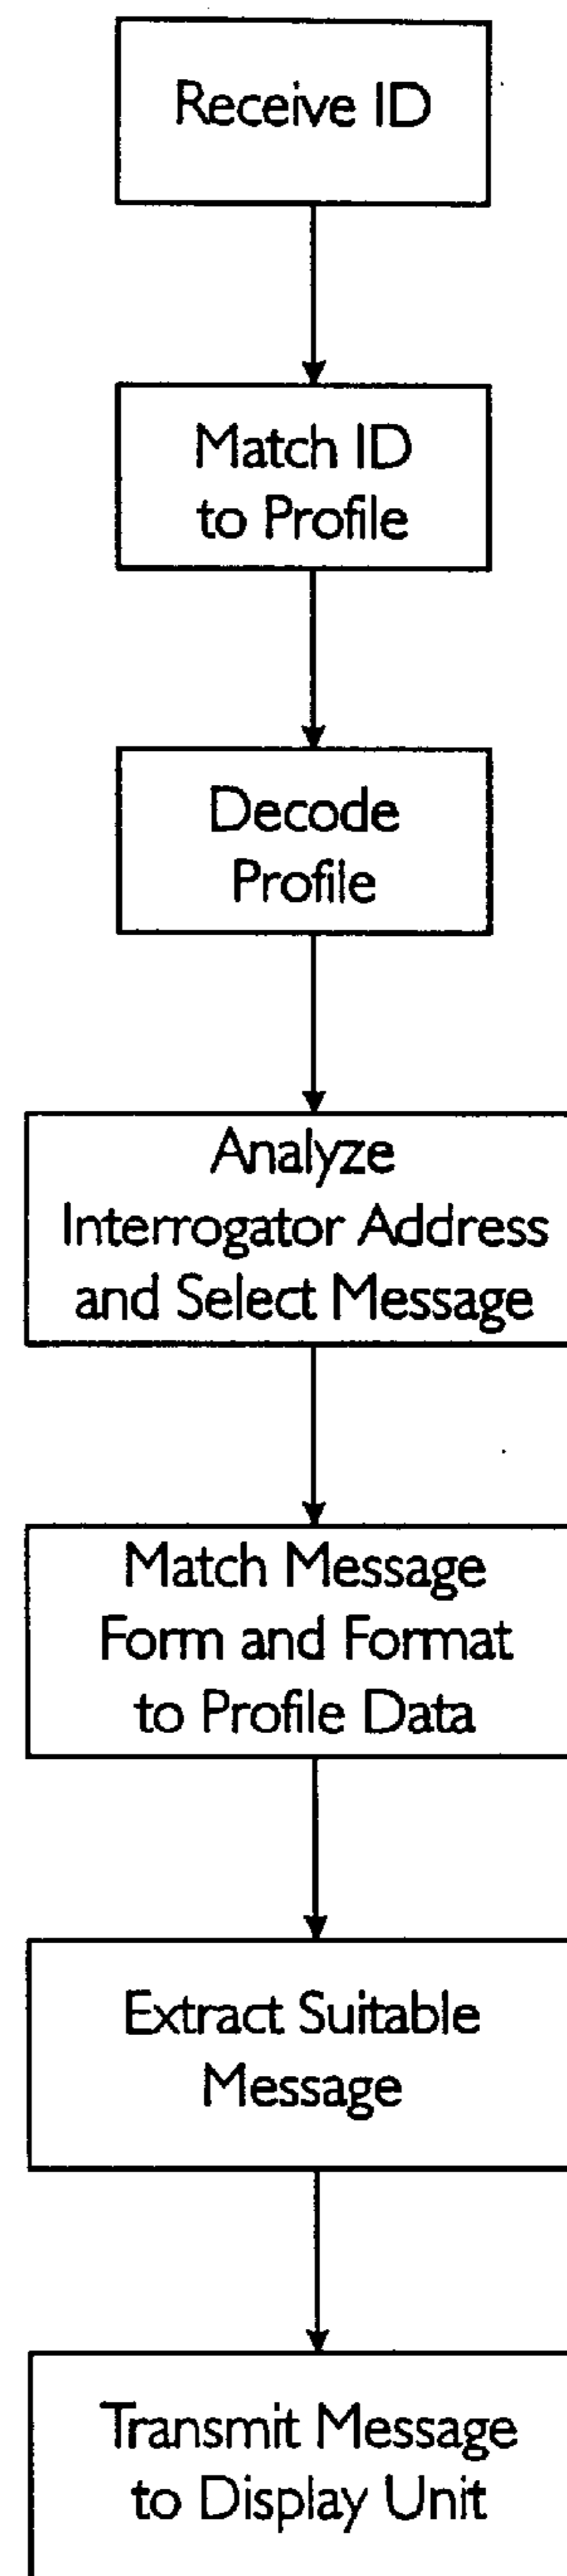 Receive ID
Match ID
to Profile
Decode
Profile
Analyze
Interrogator Address
and Select Message
Match Message
Form and Format
to Profile Data
Extract Suitable
Message
Transmit Message
to Display Unit